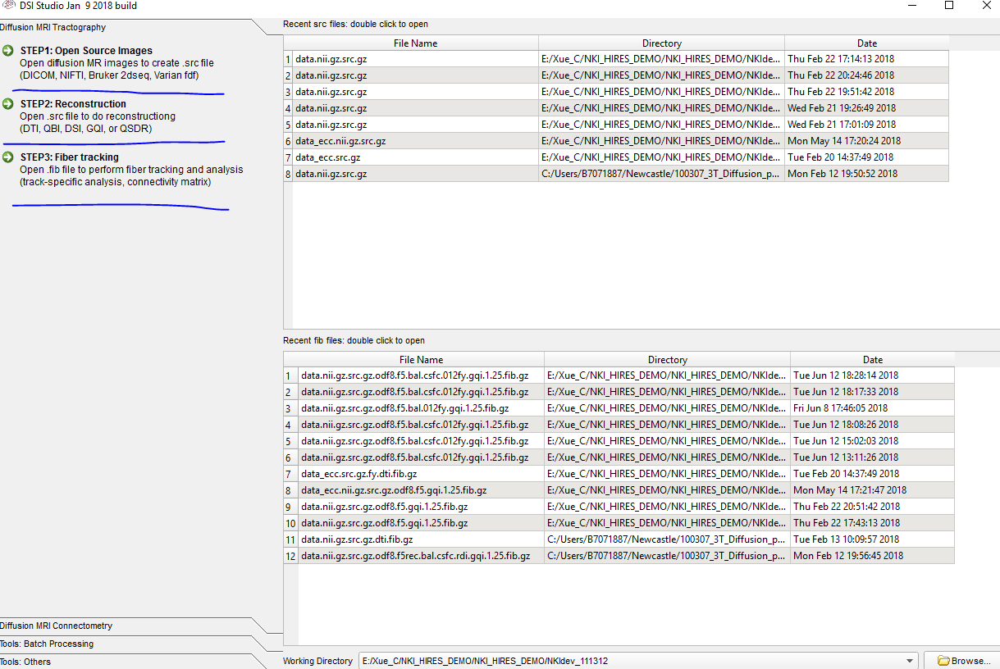 DSI Studio Jan 9 2018 build
Diffusion MRI Tractography
STEP1: Open Source Images
Open diffusion MR images to create .src file
(DICOM, NIFTI, Bruker 2dseq, Varian fdf)
STEP2: Reconstruction
Open .src file to do reconstructiong
(DTI, QBI, DSI, GQI, or QSDR)
STEP3: Fiber tracking
Open .fib file to perform fiber tracking and analysis
(track-specific analysis, connectivity matrix)
Diffusion MRI Connectometry
Tools: Batch Processing
Tools: Others
Recent src files: double click to open
File Name Directory Date
1 data.nii.gz.src.gz E:/Xue_C/NKI_HIRES_DEMO/NKI_HIRES_DEMO/NKIde... Thu Feb 22 17:14:13 2018
2 data.nii.gz.src.gz E:/Xue_C/NKI_HIRES_DEMO/NKI_HIRES_DEMO/NKIde... Thu Feb 22 20:24:46 2018
3 data.nii.gz.src.gz E:/Xue_C/NKI_HIRES_DEMO/NKI_HIRES_DEMO/NKIde... Thu Feb 22 19:51:42 2018
4 data.nii.gz.src.gz E:/Xue_C/NKI_HIRES_DEMO/NKI_HIRES_DEMO/NKIde... Wed Feb 21 19:26:49 2018
5 data.nii.gz.src.gz E:/Xue_C/NKI_HIRES_DEMO/NKI_HIRES_DEMO/NKIde... Wed Feb 21 17:01:09 2018
6 data_ecc.nii.gz.src.gz E:/Xue_C/NKI_HIRES_DEMO/NKI_HIRES_DEMO/NKIde... Mon May 14 17:20:24 2018
7 data_ecc.src.gz E:/Xue_C/NKI_HIRES_DEMO/NKI_HIRES_DEMO/NKIde... Tue Feb 20 14:37:49 2018
8 data.nii.gz.src.gz C:/Users/B7071887/Newcastle/100307_3T_Diffusion_p... Mon Feb 12 19:50:52 2018
Recent fib files: double click to open
File Name Directory Date
1 data.nii.gz.src.gz.odf8.f5.bal.csfc.012fy.gqi.1.25.fib.gz E:/Xue_C/NKI_HIRES_DEMO/NKI_HIRES_DEMO/NKIde... Tue Jun 12 18:28:14 2018
2 data.nii.gz.src.gz.odf8.f5.bal.csfc.012fy.gqi.1.25.fib.gz E:/Xue_C/NKI_HIRES_DEMO/NKI_HIRES_DEMO/NKIde... Tue Jun 12 18:17:33 2018
3 data.nii.gz.src.gz.odf8.f5.bal.012fy.gqi.1.25.fib.gz E:/Xue_C/NKI_HIRES_DEMO/NKI_HIRES_DEMO/NKIde... Fri Jun 8 17:46:05 2018
4 data.nii.gz.src.gz.odf8.f5.bal.csfc.012fy.gqi.1.25.fib.gz E:/Xue_C/NKI_HIRES_DEMO/NKI_HIRES_DEMO/NKIde... Tue Jun 12 18:08:26 2018
5 data.nii.gz.src.gz.odf8.f5.bal.csfc.012fy.gqi.1.25.fib.gz E:/Xue_C/NKI_HIRES_DEMO/NKI_HIRES_DEMO/NKIde... Tue Jun 12 15:02:03 2018
6 data.nii.gz.src.gz.odf8.f5.bal.csfc.012fy.gqi.1.25.fib.gz E:/Xue_C/NKI_HIRES_DEMO/NKI_HIRES_DEMO/NKIde... Tue Jun 12 13:11:26 2018
7 data_ecc.src.gz.fy.dti.fib.gz E:/Xue_C/NKI_HIRES_DEMO/NKI_HIRES_DEMO/NKIde... Tue Feb 20 14:37:49 2018
8 data_ecc.nii.gz.src.gz.odf8.f5.gqi.1.25.fib.gz E:/Xue_C/NKI_HIRES_DEMO/NKI_HIRES_DEMO/NKIde... Mon May 14 17:21:47 2018
9 data.nii.gz.src.gz.odf8.f5.gqi.1.25.fib.gz E:/Xue_C/NKI_HIRES_DEMO/NKI_HIRES_DEMO/NKIde... Thu Feb 22 20:51:42 2018
10 data.nii.gz.src.gz.odf8.f5.gqi.1.25.fib.gz E:/Xue_C/NKI_HIRES_DEMO/NKI_HIRES_DEMO/NKIde... Thu Feb 22 17:43:13 2018
11 data.nii.gz.src.gz.dti.fib.gz C:/Users/B7071887/Newcastle/100307_3T_Diffusion_p... Tue Feb 13 10:09:57 2018
12 data.nii.gz.src.gz.odf8.f5rec.bal.csfc.rdi.gqi.1.25.fib.gz C:/Users/B7071887/Newcastle/100307_3T_Diffusion_p... Mon Feb 12 19:56:45 2018
Working Directory E:/Xue_C/NKI_HIRES_DEMO/NKI_HIRES_DEMO/NKIdev_111312 Browse...